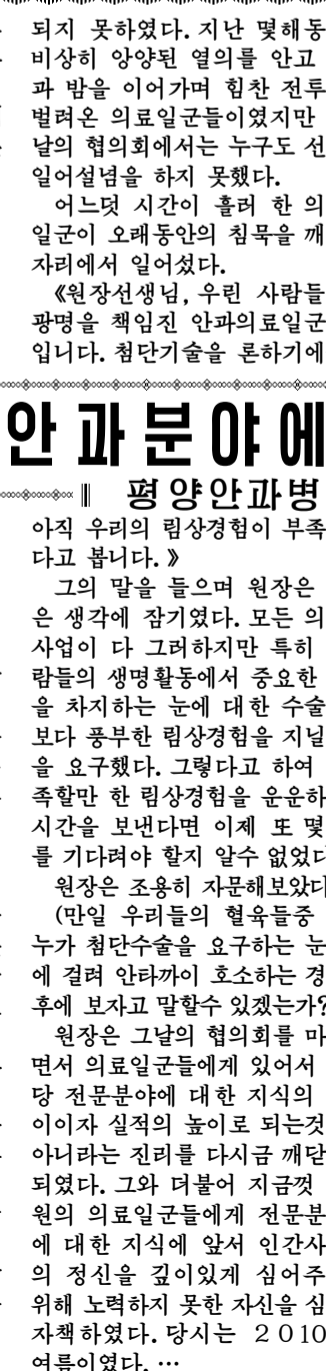 되지 못하였다. 지난 몇해동
비상히 앙양된 열의를 안고
과 밤을 이어가며 힘찬 전투
벌려온 의료일군들이였지만
날의 협의회에서는 누구도 선
일어설념을 하지 못했다.
어느덧 시간이 흘러 한 의
일군이 오래동안의 침묵을 깨
자리에서 일어섰다.
《원장선생님, 우린 사람들
광명을 책임진 안과의료일군
입니다. 첨단기술을 론하기에
안과분야에
평양안과병
아직 우리의 림상경험이 부족
다고 봅니다. 》
그의 말을 들으며 원장은
은 생각에 잠기였다. 모든 의
사업이 다 그러하지만 특히
람들의 생명활동에서 중요한
을 차지하는 눈에 대한 수술
보다 풍부한 림상경험을 지닐
을 요구했다. 그렇다고 하여
족할만 한 림상경험을 운운하
시간을 보낸다면 이제 또 몇
를 기다려야 할지 알수 없었다
원장은 조용히 자문해보았다
(만일 우리들의 혈육들중
누가 첨단수술을 요구하는 눈
에 걸려 안타까이 호소하는 경
후에 보자고 말할수 있겠는가?
원장은 그날의 협의회를 마
면서 의료일군들에게 있어서
당 전문분야에 대한 지식의
이이자 실적의 높이로 되는것
아니라는 진리를 다시금 깨닫
되였다. 그와 더불어 지금껏
원의 의료일군들에게 전문분
에 대한 지식에 앞서 인간사
의 정신을 깊이있게 심어주
위해 노력하지 못한 자신을 심
자책하였다. 당시는 2010
여름이였다. …